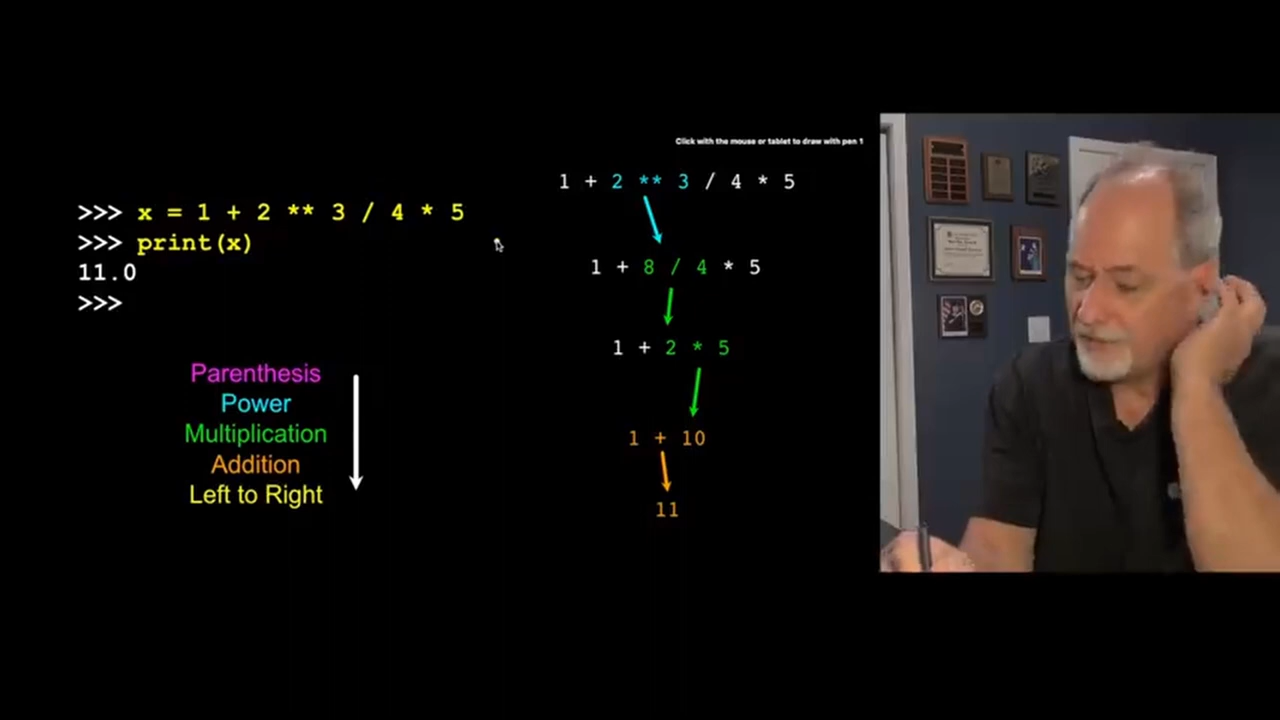 Click with the mouse or tablet to draw with pen 1
>>> x = 1 + 2 ** 3 / 4 * 5
>>> print(x)
11.0
>>>
Parenthesis
Power
Multiplication
Addition
Left to Right
1 + 2 ** 3 / 4 * 5
1 + 8 / 4 * 5
1 + 2 * 5
1 + 10
11